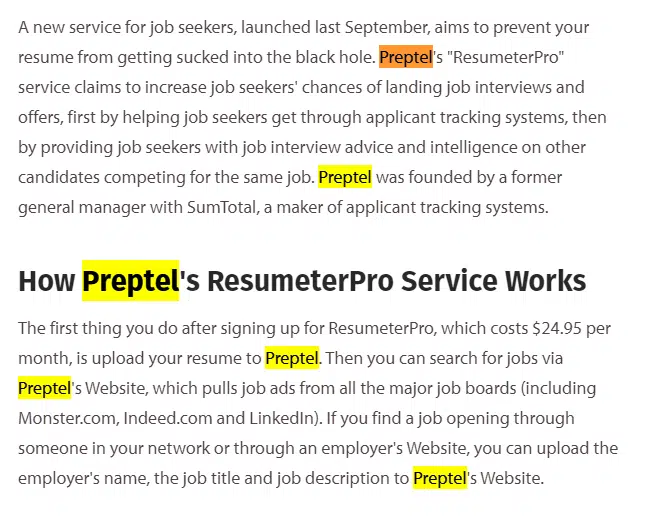 A new service for job seekers, launched last September, aims to prevent your
resume from getting sucked into the black hole. Preptel's "ResumeterPro"
service claims to increase job seekers' chances of landing job interviews and
offers, first by helping job seekers get through applicant tracking systems, then
by providing job seekers with job interview advice and intelligence on other
candidates competing for the same job. Preptel was founded by a former
general manager with SumTotal, a maker of applicant tracking systems.
How Preptel's ResumeterPro Service Works
The first thing you do after signing up for ResumeterPro, which costs $24.95 per
month, is upload your resume to Preptel. Then you can search for jobs via
Preptel's Website, which pulls job ads from all the major job boards (including
Monster.com, Indeed.com and LinkedIn). If you find a job opening through
someone in your network or through an employer's Website, you can upload the
employer's name, the job title and job description to Preptel's Website.